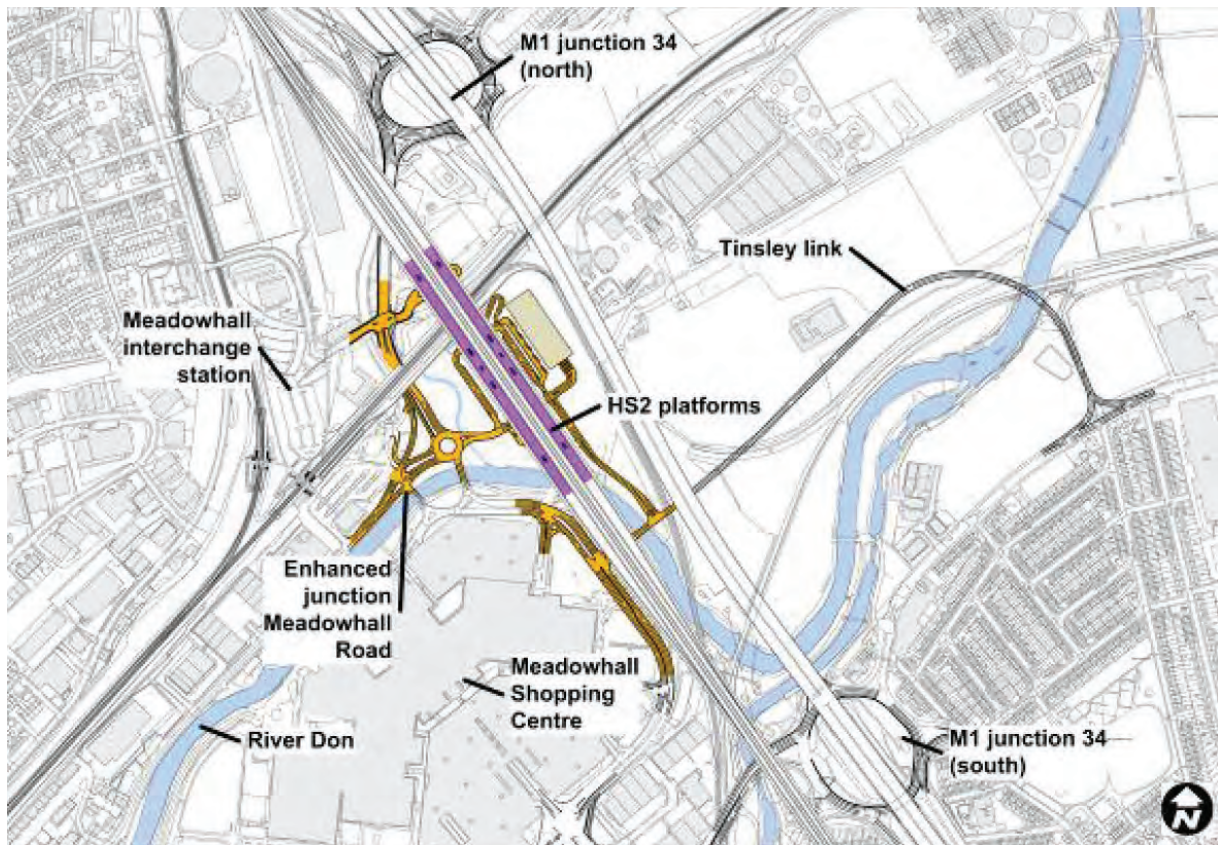 M1 junction 34
(north)
Tinsley link
Meadowhall
interchange
station
HS2 platforms
Enhanced
junction
Meadowhall
Road
Meadowhall
Shopping
Centre
River Don
M1 junction 34
(south)
N